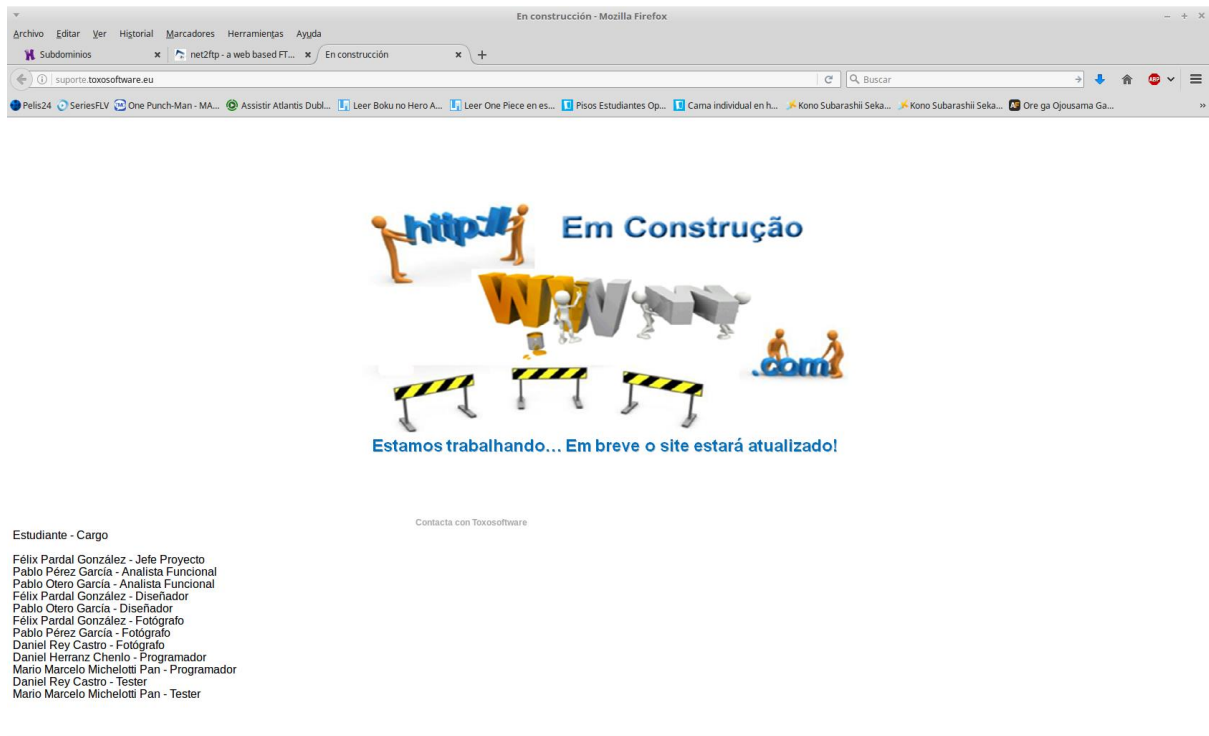 En construcción - Mozilla Firefox
Archivo Editar Ver Historial Marcadores Herramientas Ayuda
Subdominios
net2ftp - a web based FT...
En construcción
suporte.toxosoftware.eu
Buscar
Pelis24
SeriesFLV
One Punch-Man - MA...
Assistir Atlantis Dubl...
Leer Boku no Hero A...
Leer One Piece en es...
Pisos Estudiantes Op...
Cama individual en h...
Kono Subarashii Seka...
Kono Subarashii Seka...
Ore ga Ojousama Ga...
http://
Em Construção
WWW
.com
Estamos trabalhando... Em breve o site estará atualizado!
Contacta con Toxosoftware
Estudiante - Cargo
Félix Pardal González - Jefe Proyecto
Pablo Pérez García - Analista Funcional
Pablo Otero García - Analista Funcional
Félix Pardal González - Diseñador
Pablo Otero García - Diseñador
Félix Pardal González - Fotógrafo
Pablo Pérez García - Fotógrafo
Daniel Rey Castro - Fotógrafo
Daniel Herranz Chenlo - Programador
Mario Marcelo Michelotti Pan - Programador
Daniel Rey Castro - Tester
Mario Marcelo Michelotti Pan - Tester